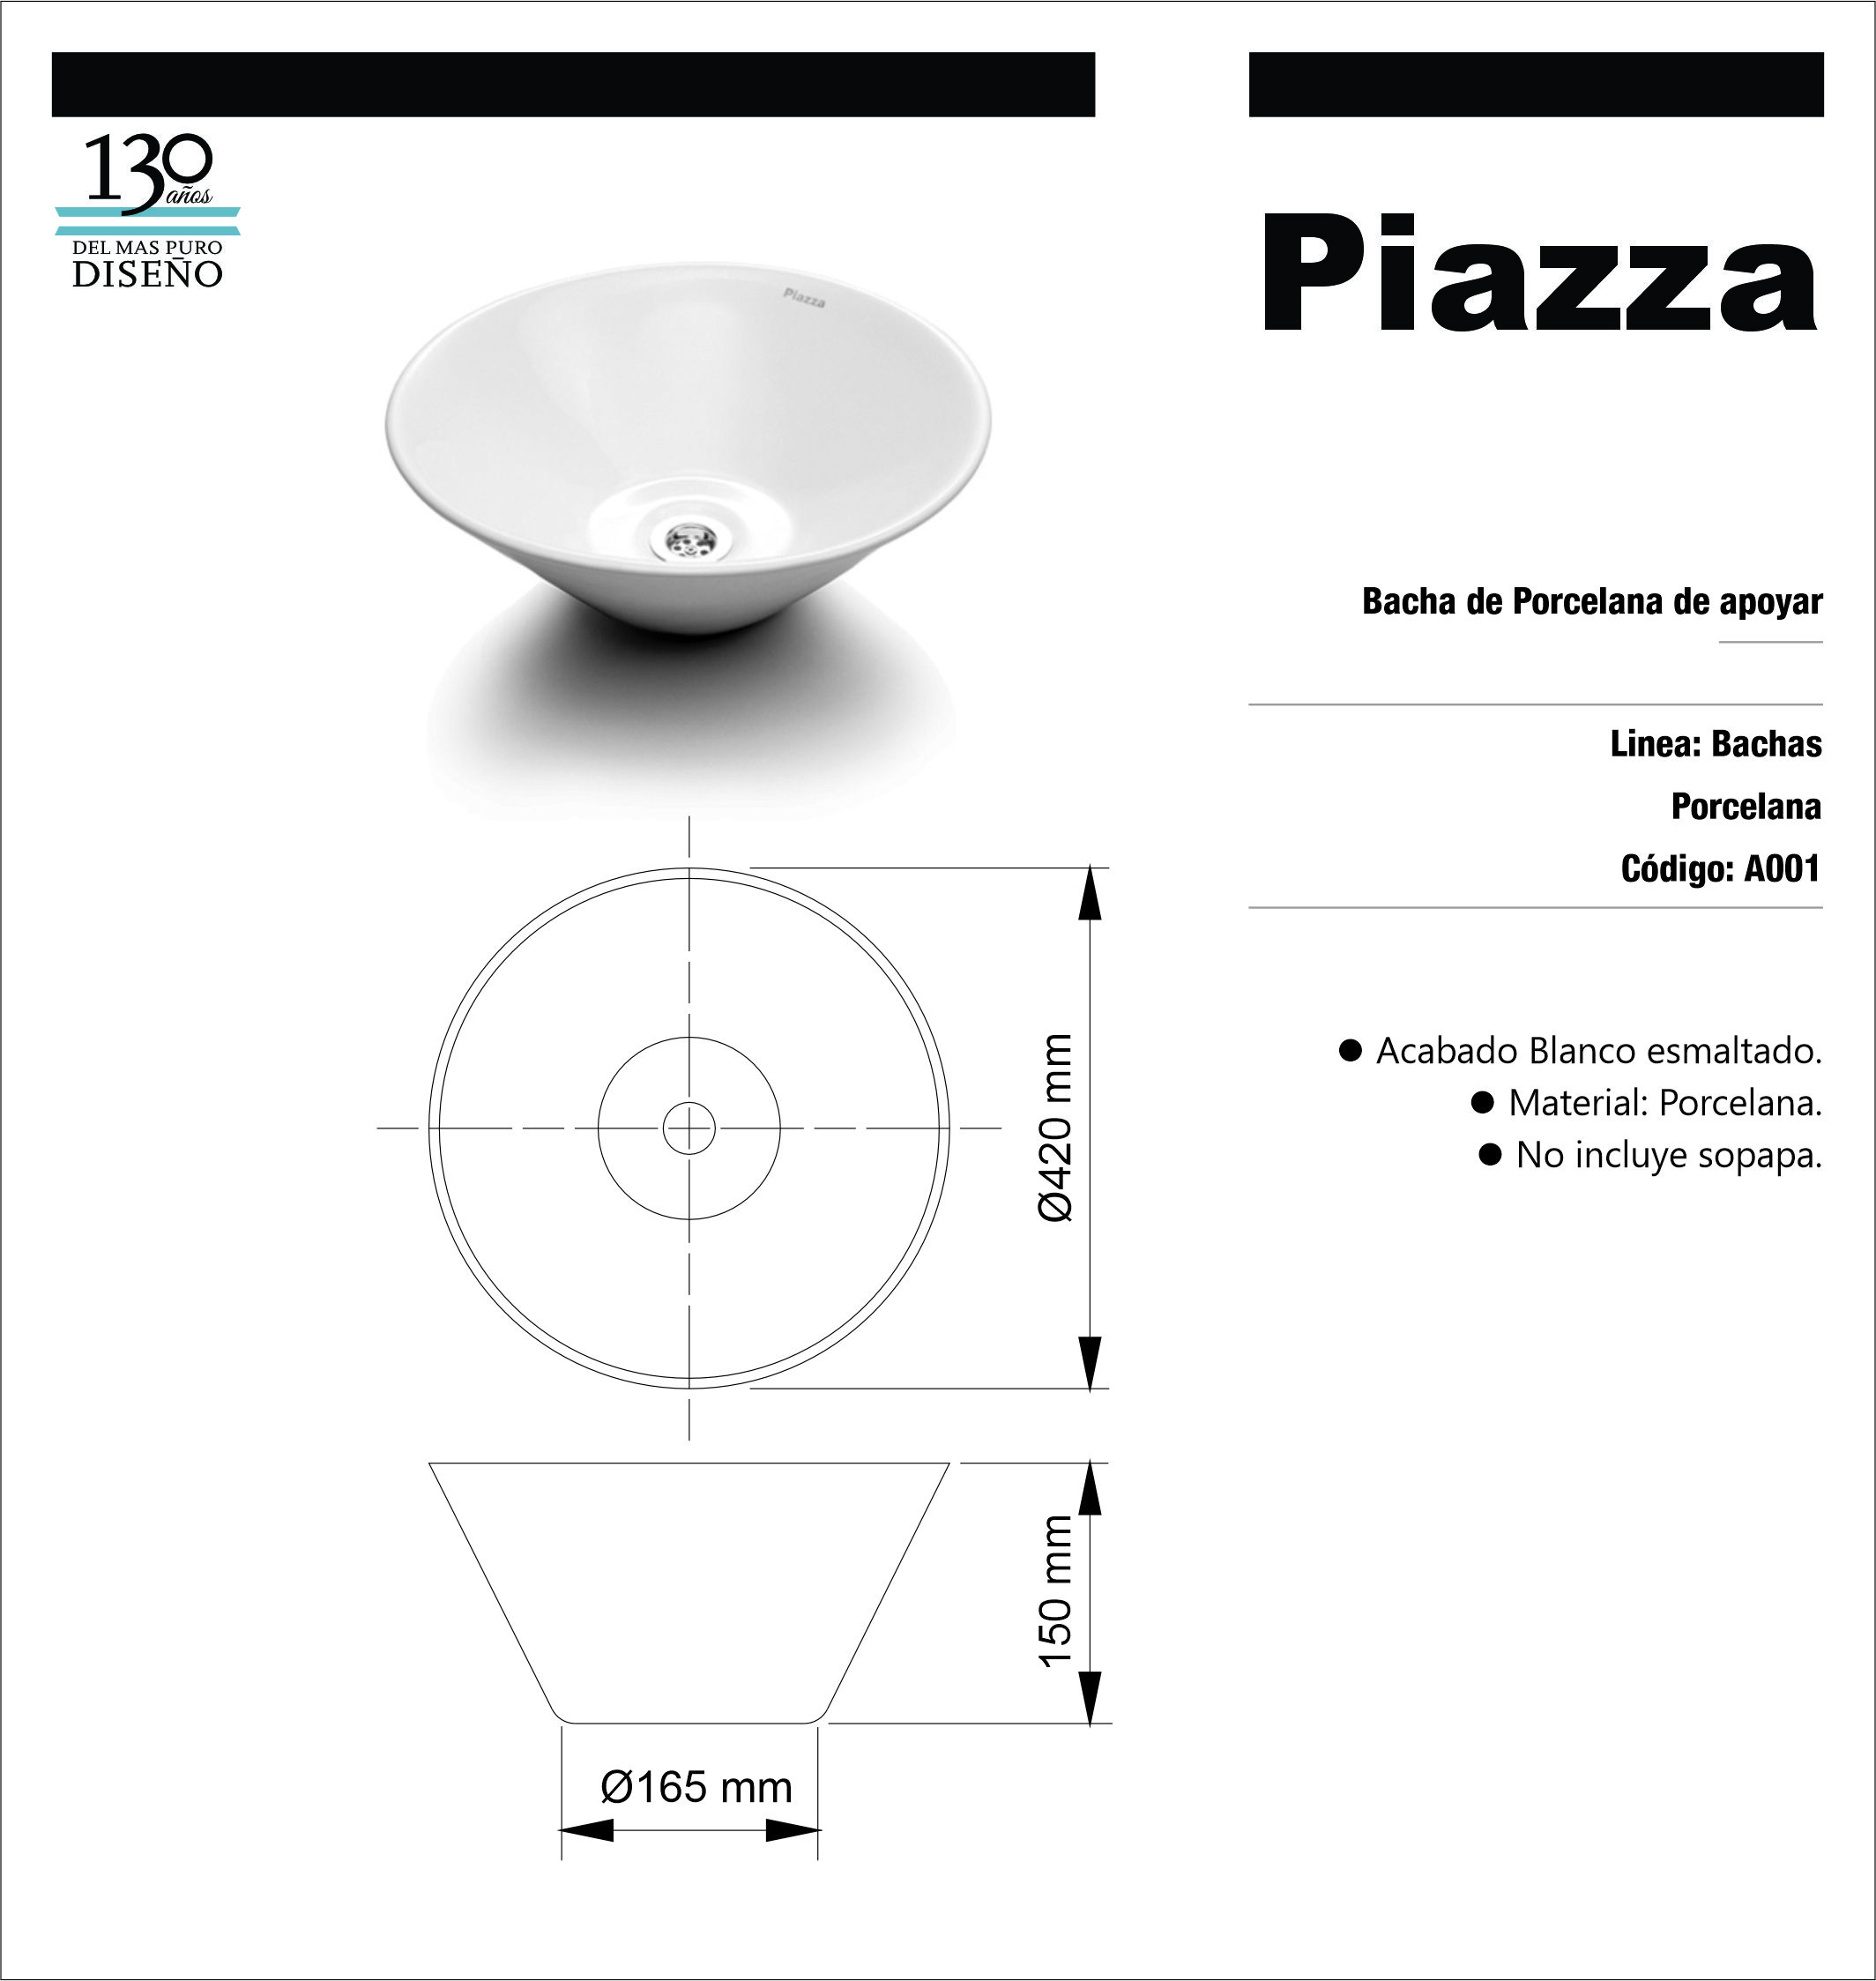 130
años
DEL MAS PURO
DISEÑO
Piazza
Piazza
Bacha de Porcelana de apoyar
Linea: Bachas
Porcelana
Código: A001
● Acabado Blanco esmaltado.
● Material: Porcelana.
● No incluye sopapa.
Ø420 mm
150 mm
Ø165 mm